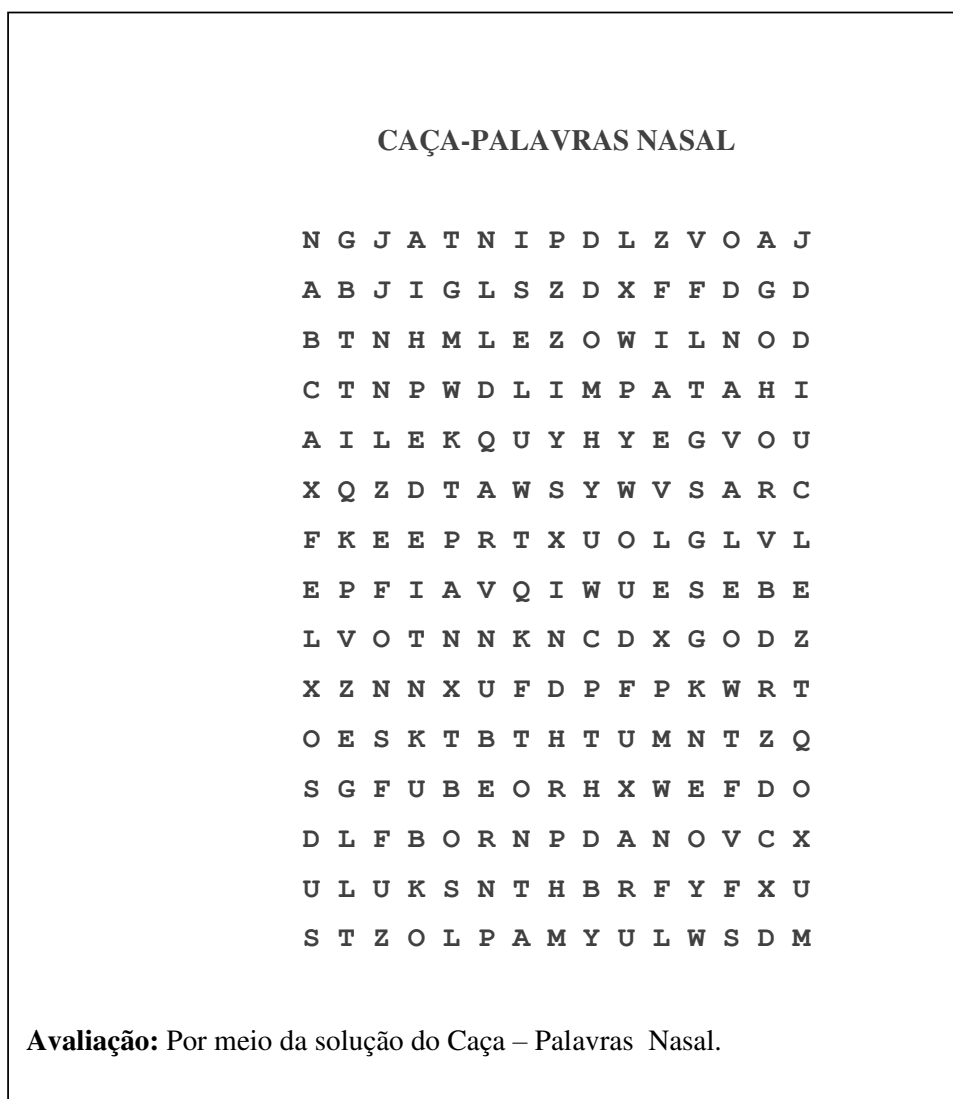 CAÇA-PALAVRAS NASAL
N G J A T N I P D L Z V O A J
A B J I G L S Z D X F F D G D
B T N H M L E Z O W I L N O D
C T N P W D L I M P A T A H I
A I L E K Q U Y H Y E G V O U
X Q Z D T A W S Y W V S A R C
F K E E P R T X U O L G L V L
E P F I A V Q I W U E S E B E
L V O T N N K N C D X G O D Z
X Z N N X U F D P F P K W R T
O E S K T B T H T U M N T Z Q
S G F U B E O R H X W E F D O
D L F B O R N P D A N O V C X
U L U K S N T H B R F Y F X U
S T Z O L P A M Y U L W S D M
Avaliação: Por meio da solução do Caça – Palavras Nasal.